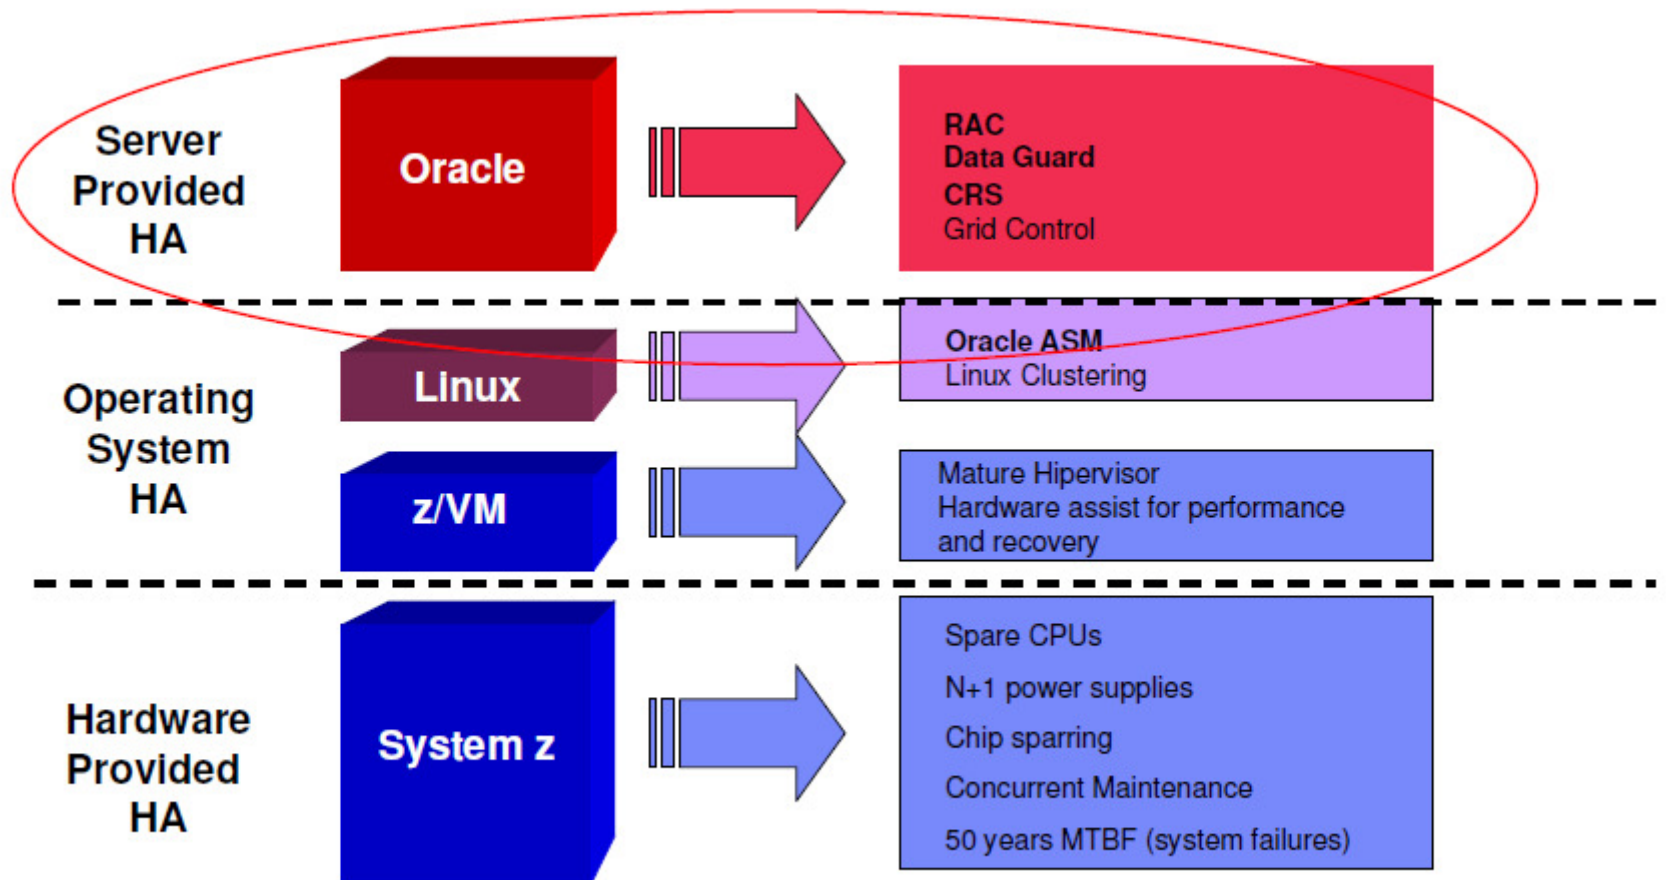 Server
Provided
HA
Oracle
RAC
Data Guard
CRS
Grid Control
Operating
System
HA
Linux
Oracle ASM
Linux Clustering
z/VM
Mature Hipervisor
Hardware assist for performance
and recovery
Hardware
Provided
HA
System z
Spare CPUs
N+1 power supplies
Chip sparring
Concurrent Maintenance
50 years MTBF (system failures)